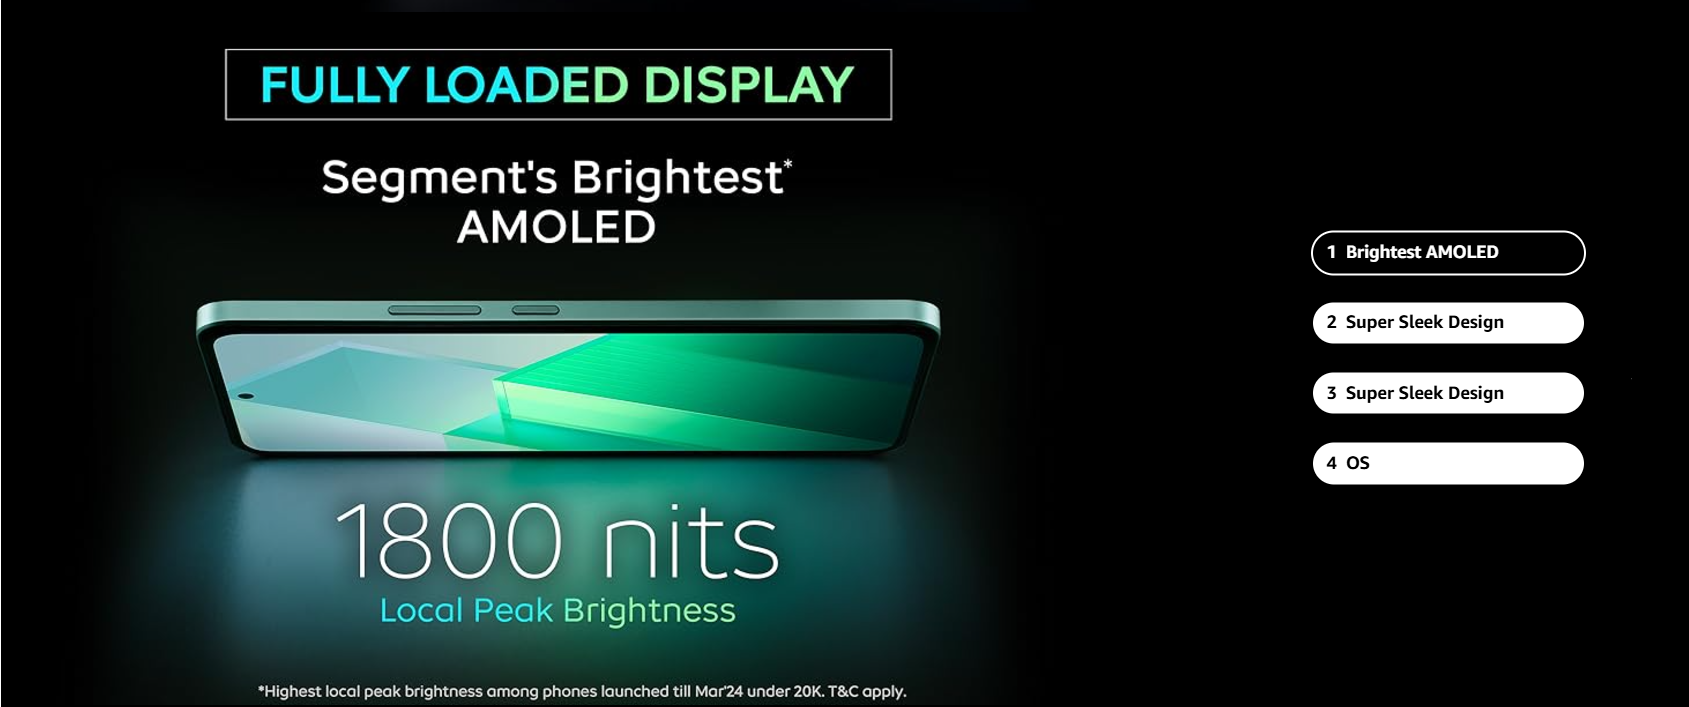 FULLY LOADED DISPLAY
Segment's Brightest*
AMOLED
1800 nits
Local Peak Brightness
*Highest local peak brightness among phones launched till Mar'24 under 20K. T&C apply.
1 Brightest AMOLED
2 Super Sleek Design
3 Super Sleek Design
4 OS